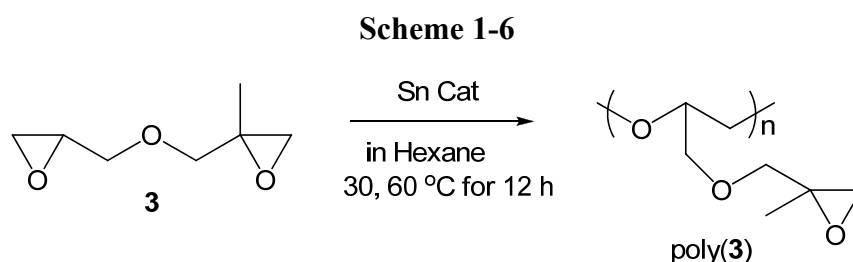 Scheme 1-6
O
O
O
3
Sn Cat
in Hexane
30, 60 °C for 12 h
O
n
O
O
poly(3)